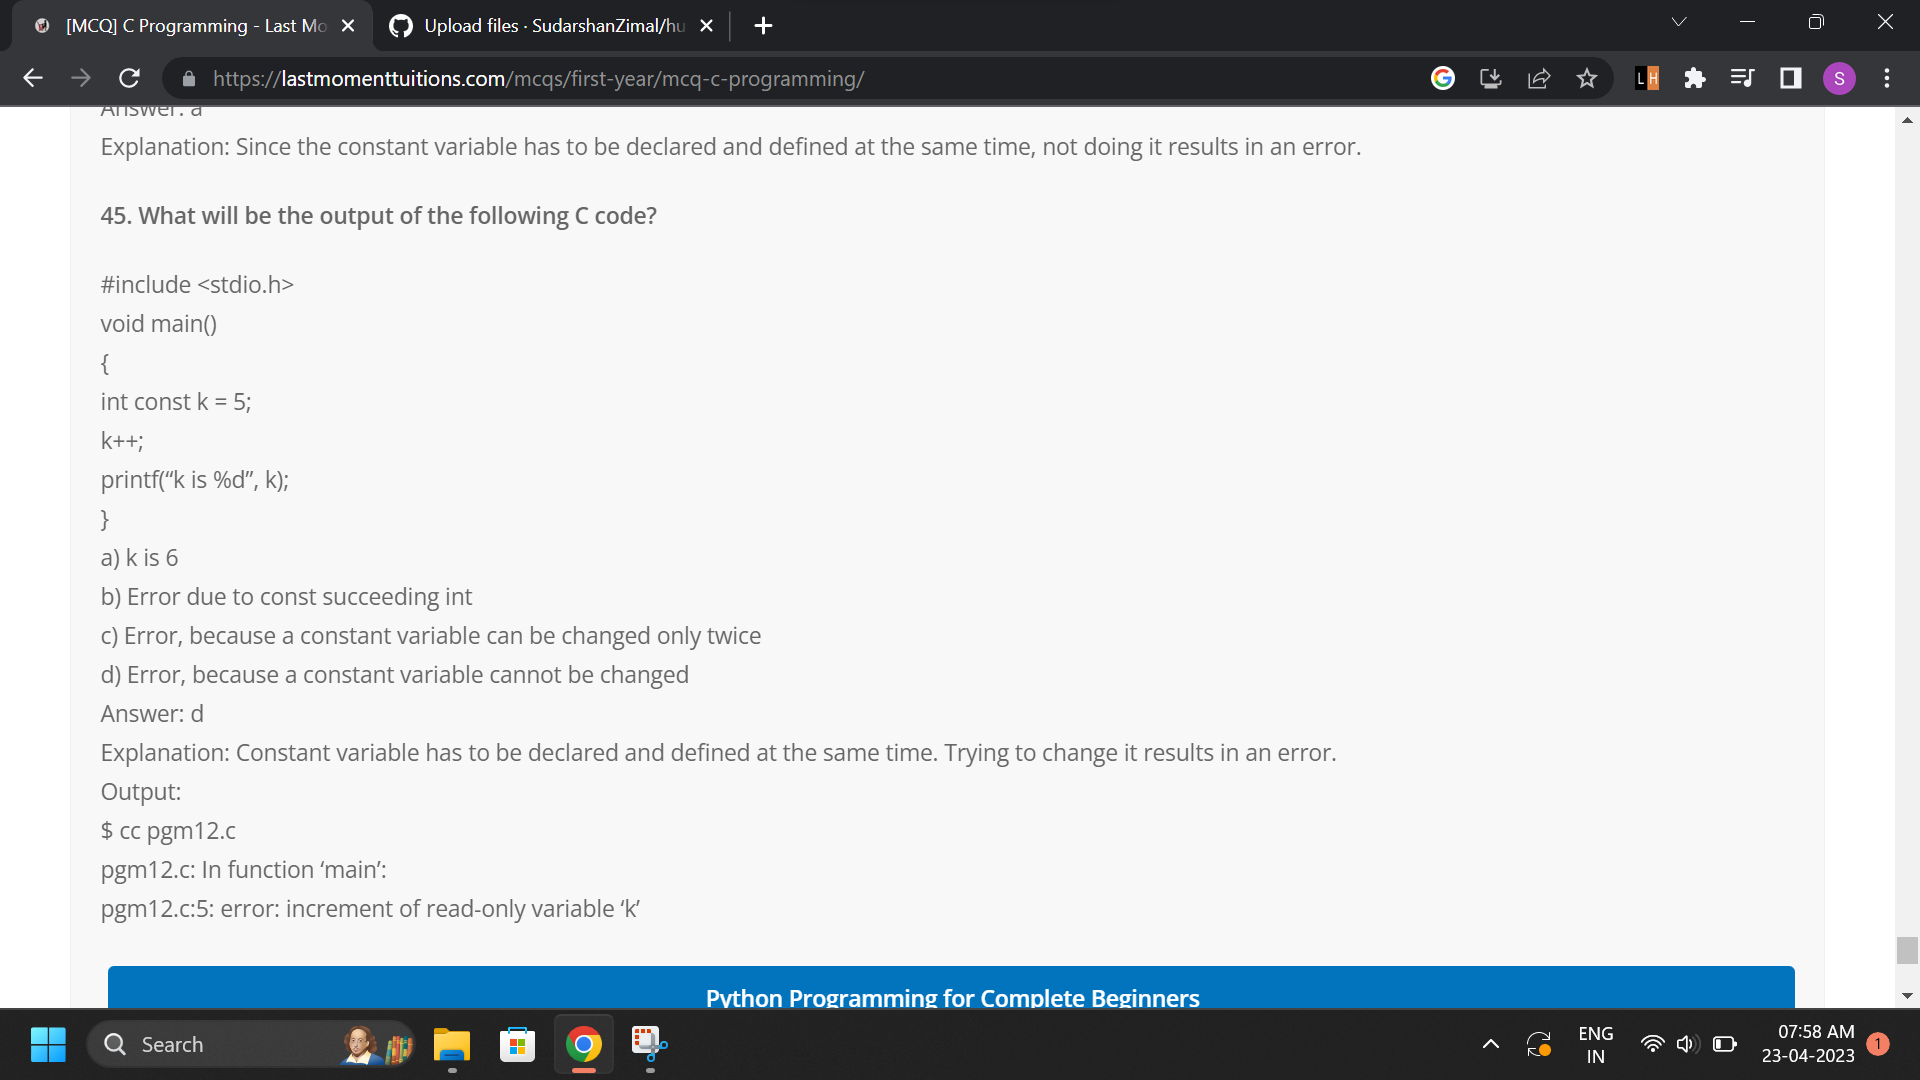 [MCQ] C Programming - Last Mo
Upload files · SudarshanZimal/hu
https://lastmomenttuitions.com/mcqs/first-year/mcq-c-programming/
LH
S
Answer: a
Explanation: Since the constant variable has to be declared and defined at the same time, not doing it results in an error.
45. What will be the output of the following C code?
#include <stdio.h>
void main()
{
int const k = 5;
k++;
printf(“k is %d”, k);
}
a) k is 6
b) Error due to const succeeding int
c) Error, because a constant variable can be changed only twice
d) Error, because a constant variable cannot be changed
Answer: d
Explanation: Constant variable has to be declared and defined at the same time. Trying to change it results in an error.
Output:
$ cc pgm12.c
pgm12.c: In function ‘main’:
pgm12.c:5: error: increment of read-only variable ‘k’
Python Programming for Complete Beginners
Search
ENG
IN
07:58 AM
23-04-2023
1